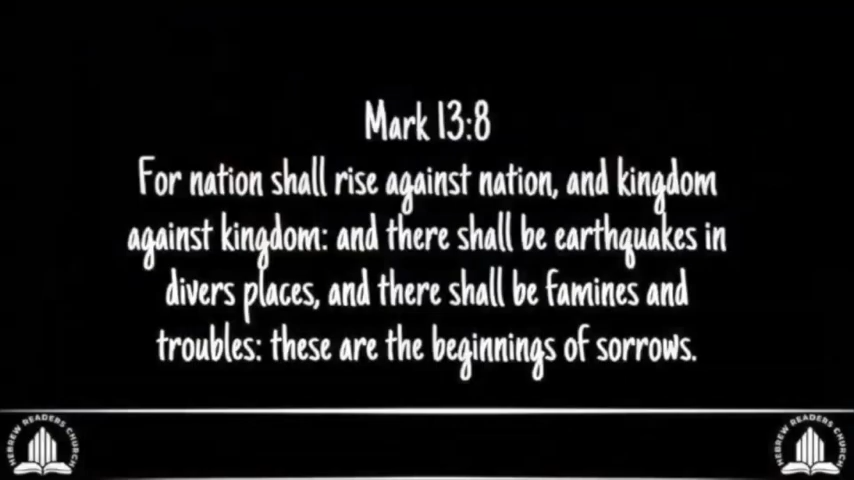 Mark 13:8
For nation shall rise against nation, and kingdom
against kingdom: and there shall be earthquakes in
divers places, and there shall be famines and
troubles: these are the beginnings of sorrows.
HEBREW READERS CHURCH
HEBREW READERS CHURCH